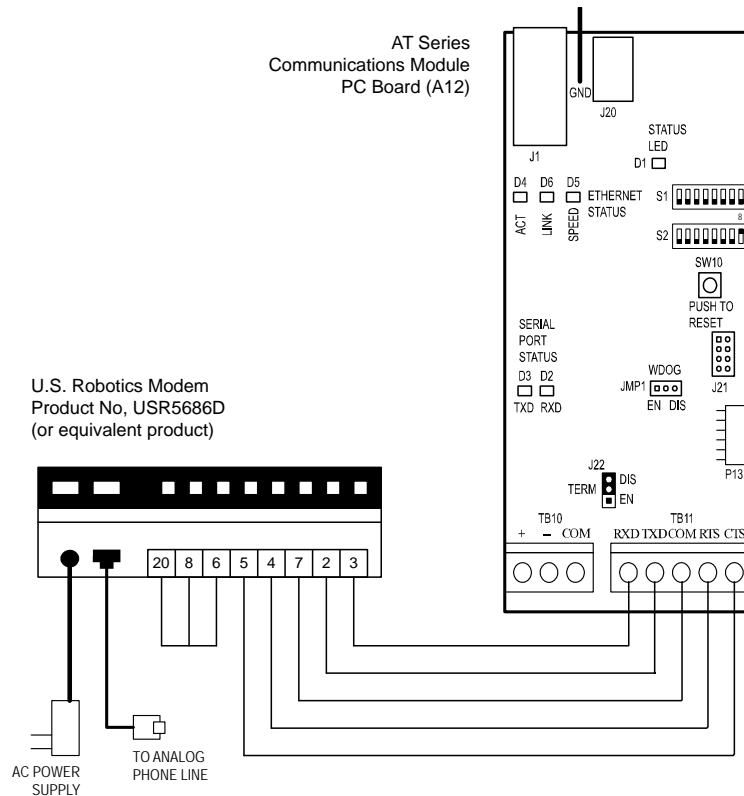 AT Series
Communications Module
PC Board (A12)
GND
J20
J1
STATUS
LED
D1
D4 D6 D5
ETHERNET
STATUS
ACT
LINK
SPEED
S1
8
S2
SW10
PUSH TO
RESET
SERIAL
PORT
STATUS
D3 D2
TXD RXD
WDOG
JMP1
EN DIS
J21
P13
U.S. Robotics Modem
Product No, USR5686D
(or equivalent product)
J22
DIS
TERM
EN
TB10
TB11
+ – COM
RXD TXD COM RTS CTS
20 8 6 5 4 7 2 3
AC POWER
SUPPLY
TO ANALOG
PHONE LINE